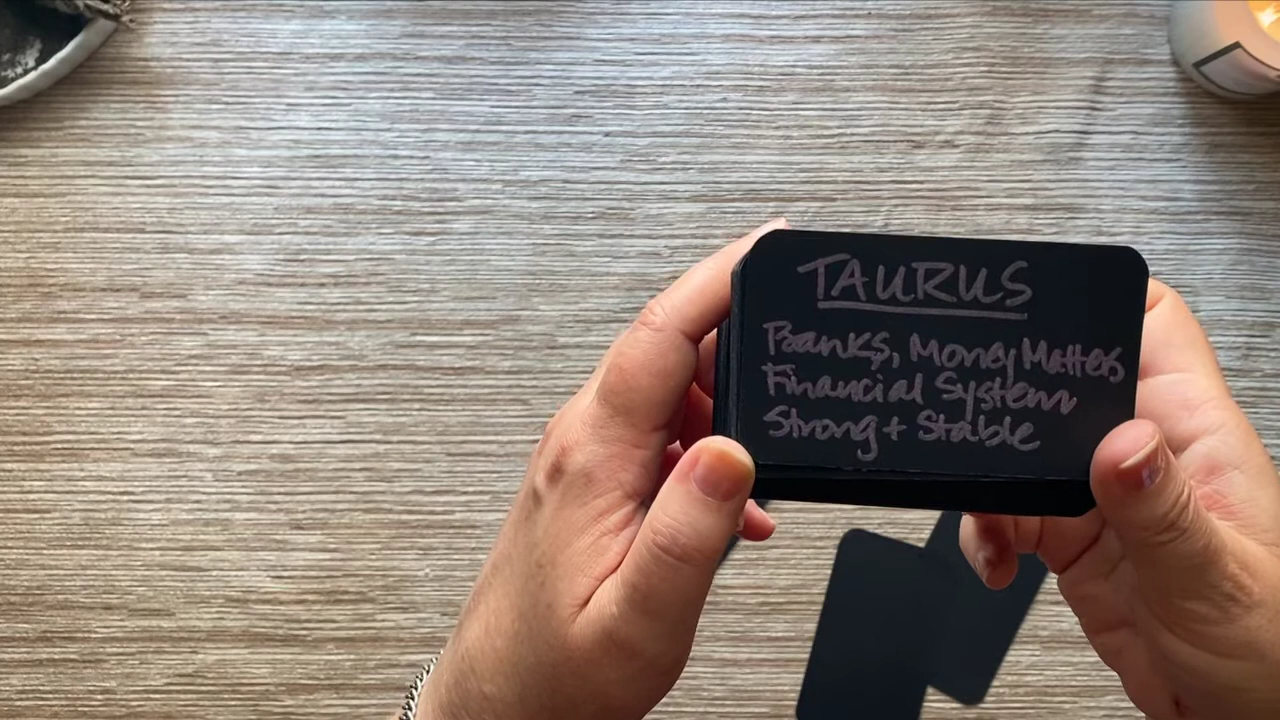 TAURUS
Banks, Money Matters
Financial System
Strong + Stable